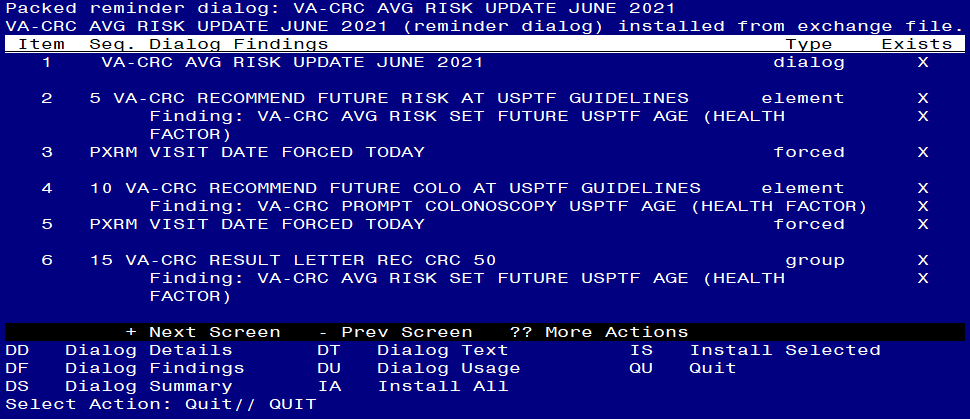 Packed reminder dialog: VA-CRC AVG RISK UPDATE JUNE 2021
VA-CRC AVG RISK UPDATE JUNE 2021 (reminder dialog) installed from exchange file.
Item Seq. Dialog Findings Type Exists
1 VA-CRC AVG RISK UPDATE JUNE 2021 dialog X
2 5 VA-CRC RECOMMEND FUTURE RISK AT USPTF GUIDELINES element X
Finding: VA-CRC AVG RISK SET FUTURE USPTF AGE (HEALTH X
FACTOR)
3 PXRM VISIT DATE FORCED TODAY forced X
4 10 VA-CRC RECOMMEND FUTURE COLO AT USPTF GUIDELINES element X
Finding: VA-CRC PROMPT COLONOSCOPY USPTF AGE (HEALTH FACTOR) X
5 PXRM VISIT DATE FORCED TODAY forced X
6 15 VA-CRC RESULT LETTER REC CRC 50 group X
Finding: VA-CRC AVG RISK SET FUTURE USPTF AGE (HEALTH X
FACTOR)
+ Next Screen - Prev Screen ?? More Actions
DD Dialog Details DT Dialog Text IS Install Selected
DF Dialog Findings DU Dialog Usage QU Quit
DS Dialog Summary IA Install All
Select Action: Quit// QUIT